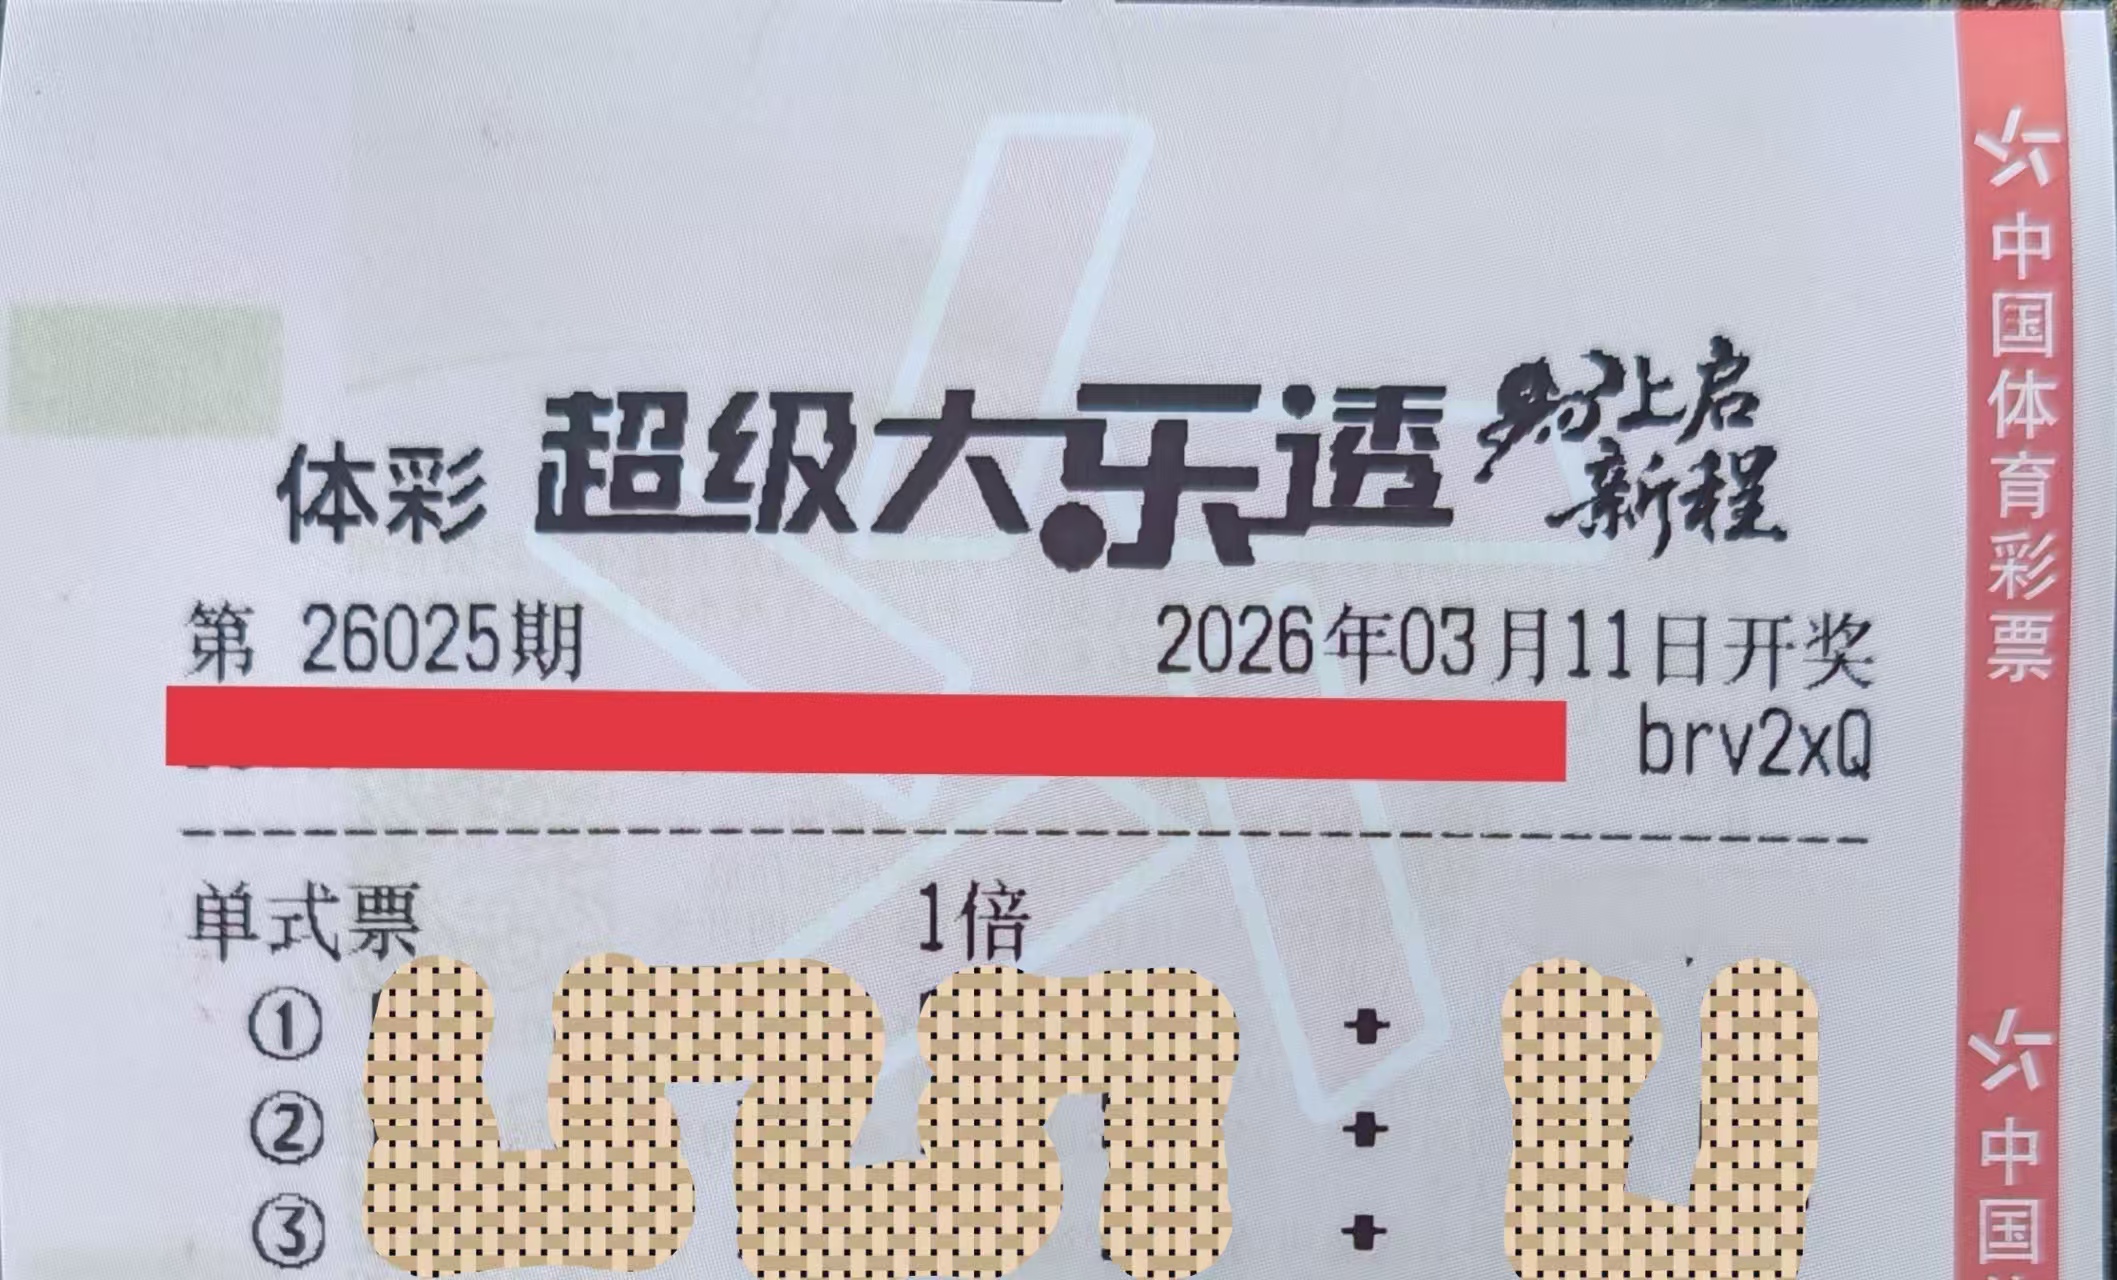 体彩 超级大乐透 马上启
新程
第 26025期 2026年03月11日开奖
brv2xQ
单式票 1倍
① +
② +
③ +
中国体育彩票
中国